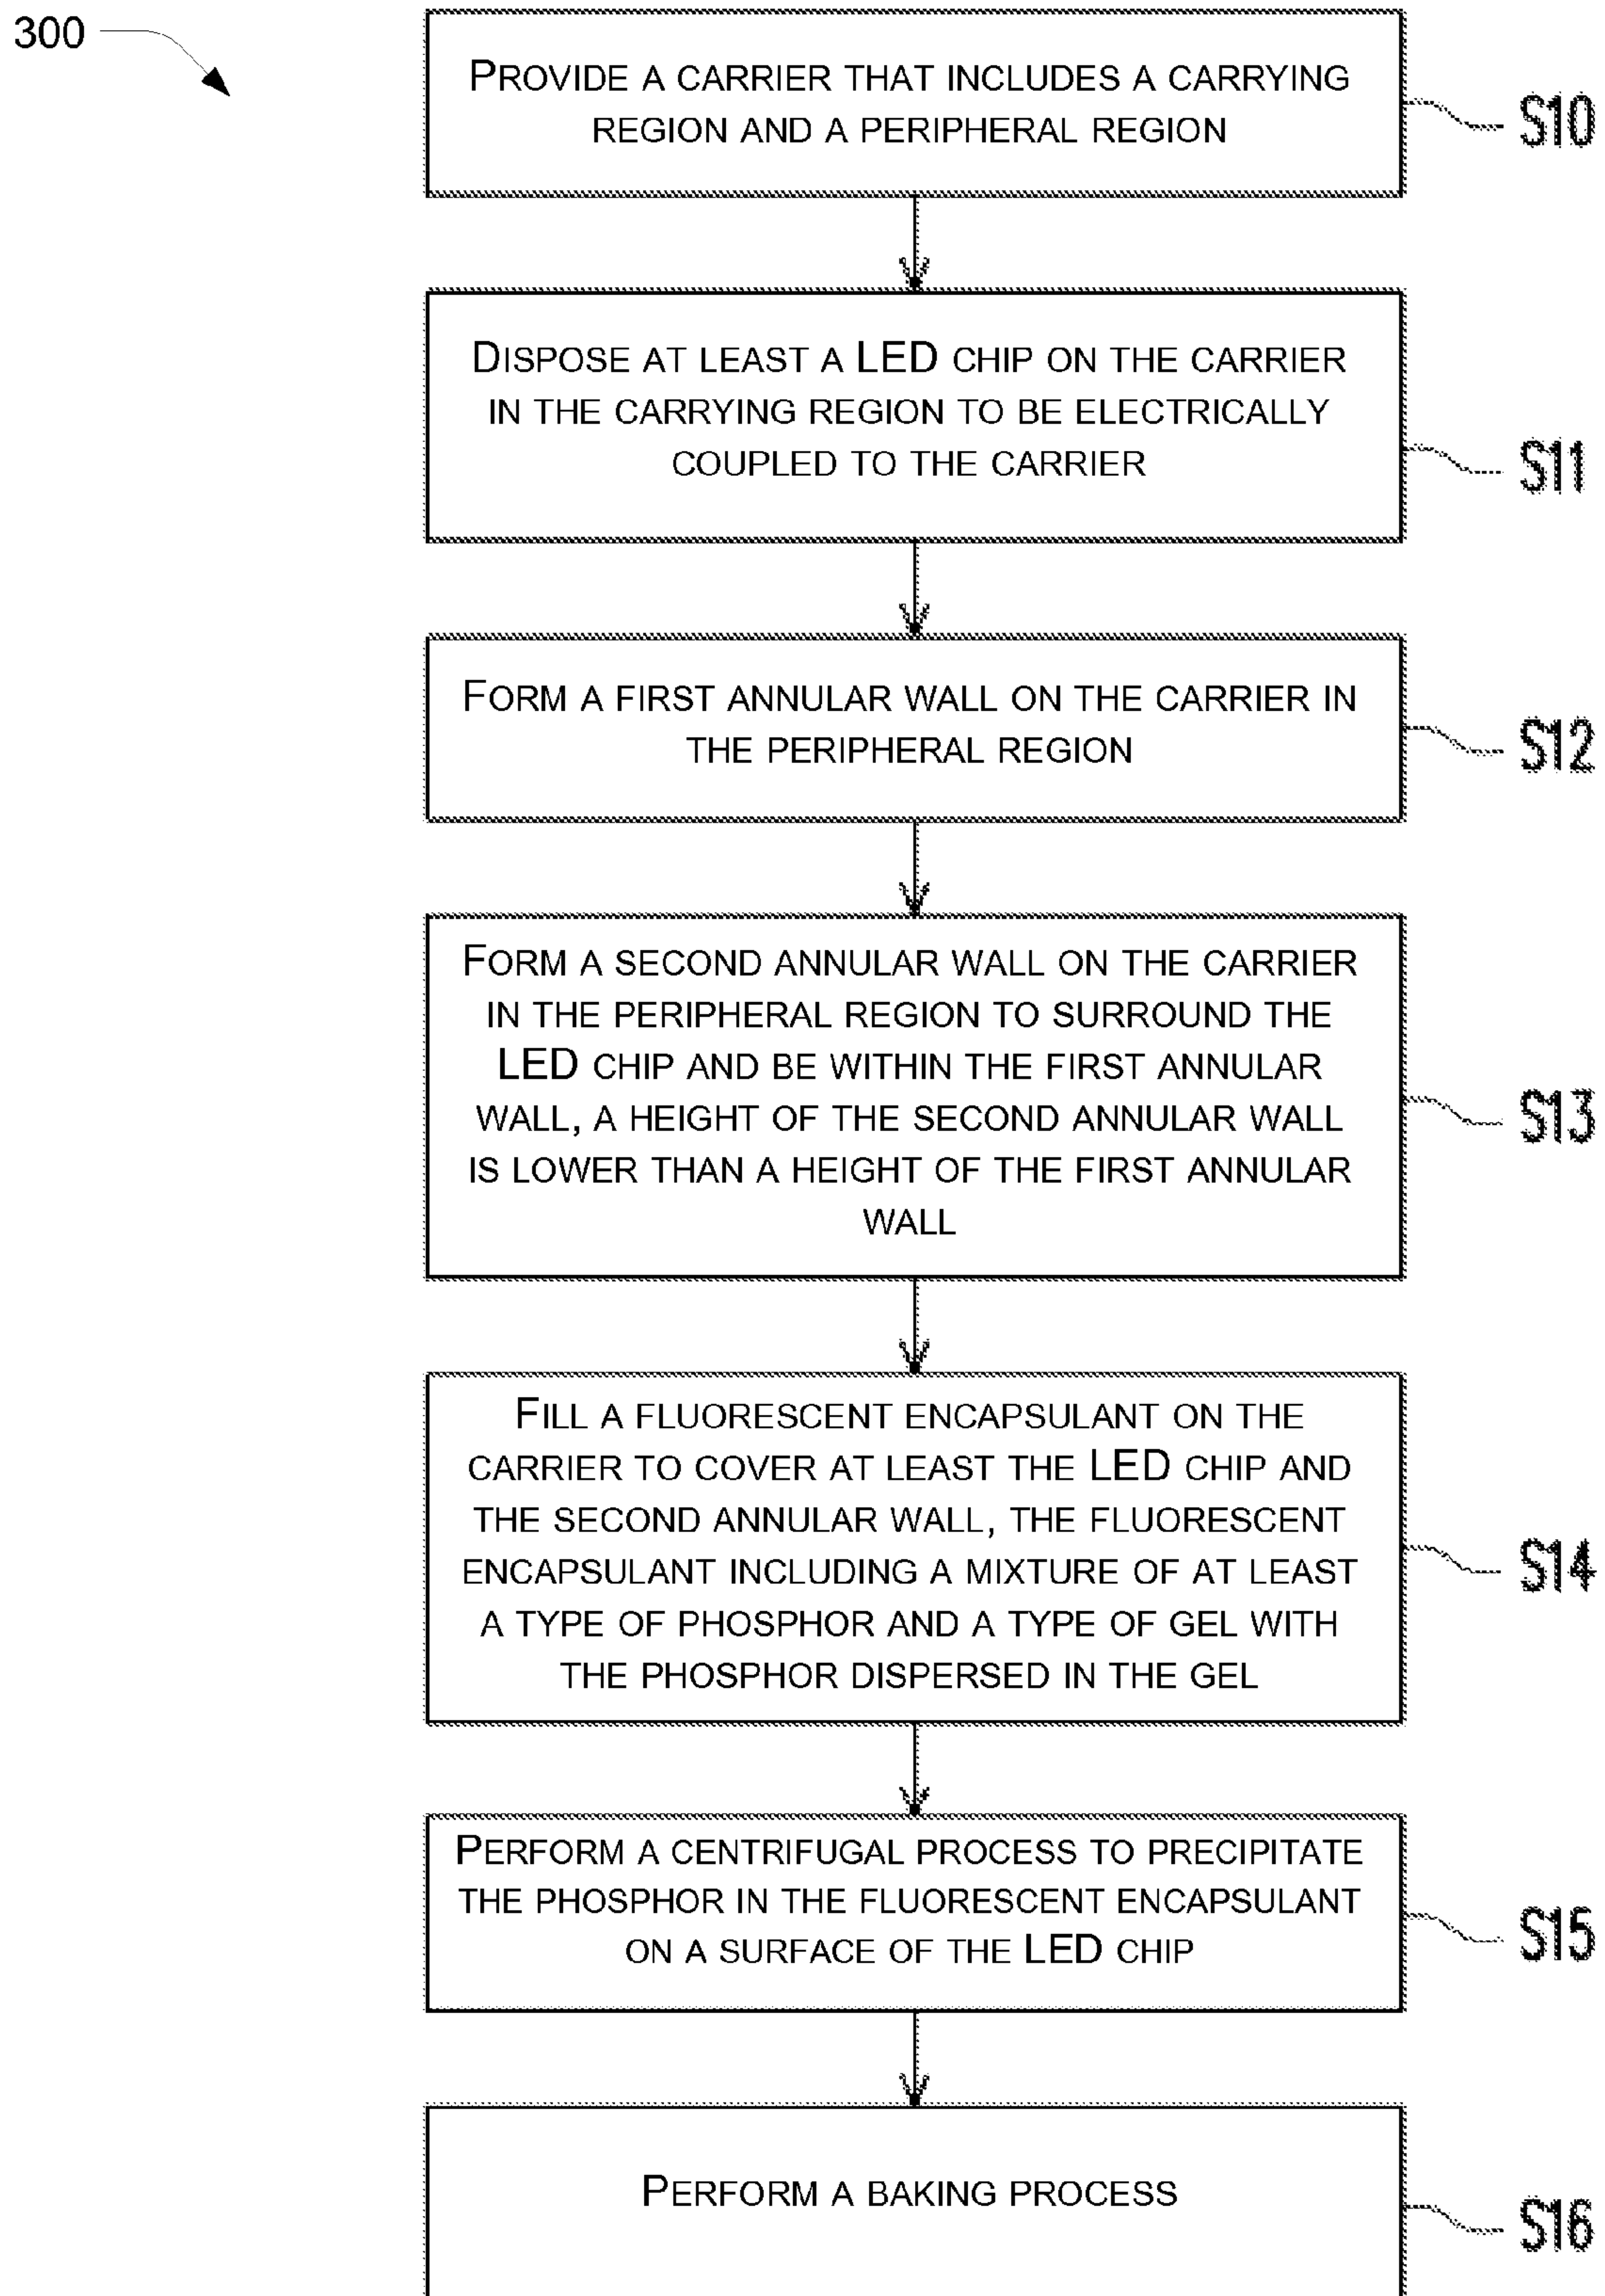 300
PROVIDE A CARRIER THAT INCLUDES A CARRYING
REGION AND A PERIPHERAL REGION
S10
DISPOSE AT LEAST A LED CHIP ON THE CARRIER
IN THE CARRYING REGION TO BE ELECTRICALLY
COUPLED TO THE CARRIER
S11
FORM A FIRST ANNULAR WALL ON THE CARRIER IN
THE PERIPHERAL REGION
S12
FORM A SECOND ANNULAR WALL ON THE CARRIER
IN THE PERIPHERAL REGION TO SURROUND THE
LED CHIP AND BE WITHIN THE FIRST ANNULAR
WALL, A HEIGHT OF THE SECOND ANNULAR WALL
IS LOWER THAN A HEIGHT OF THE FIRST ANNULAR
WALL
S13
FILL A FLUORESCENT ENCAPSULANT ON THE
CARRIER TO COVER AT LEAST THE LED CHIP AND
THE SECOND ANNULAR WALL, THE FLUORESCENT
ENCAPSULANT INCLUDING A MIXTURE OF AT LEAST
A TYPE OF PHOSPHOR AND A TYPE OF GEL WITH
THE PHOSPHOR DISPERSED IN THE GEL
S14
PERFORM A CENTRIFUGAL PROCESS TO PRECIPITATE
THE PHOSPHOR IN THE FLUORESCENT ENCAPSULANT
ON A SURFACE OF THE LED CHIP
S15
PERFORM A BAKING PROCESS
S16